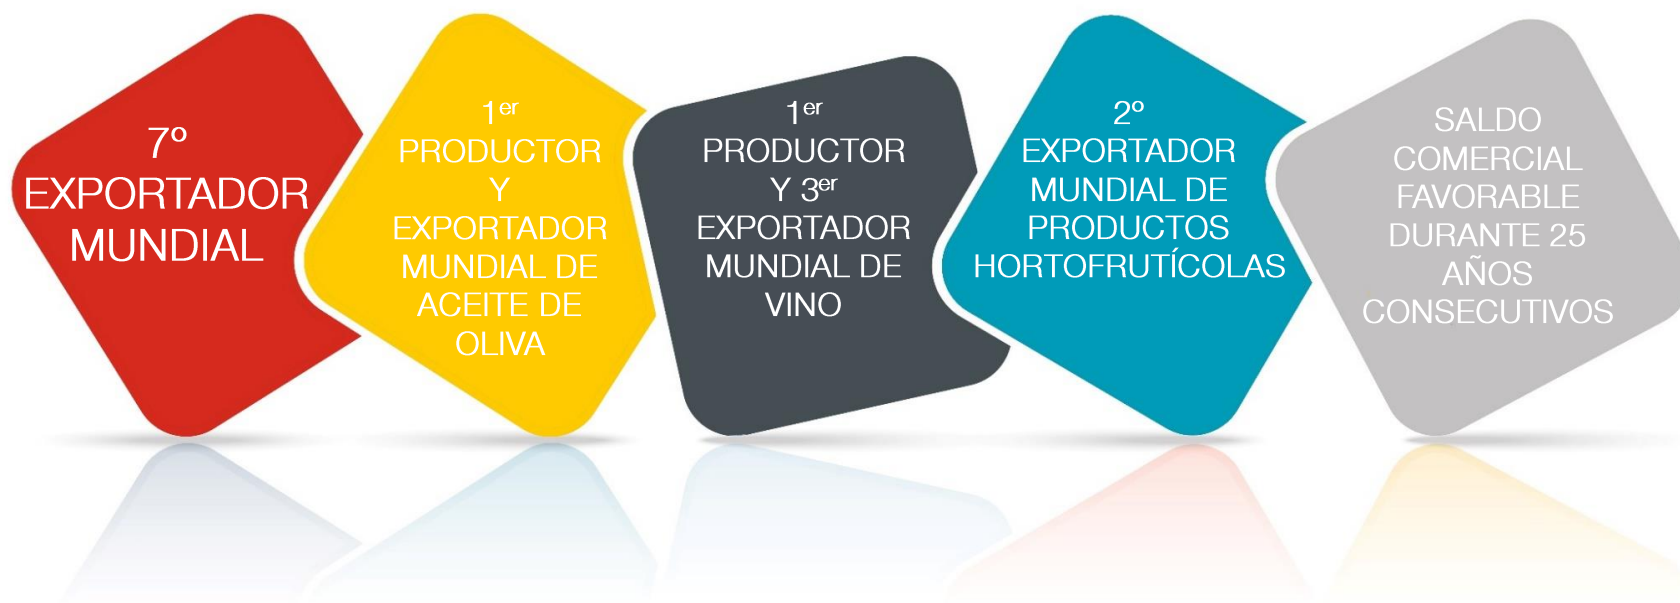 7º
EXPORTADOR
MUNDIAL
1er
PRODUCTOR
Y
EXPORTADOR
MUNDIAL DE
ACEITE DE
OLIVA
1er
PRODUCTOR
Y 3er
EXPORTADOR
MUNDIAL DE
VINO
2º
EXPORTADOR
MUNDIAL DE
PRODUCTOS
HORTOFRUTÍCOLAS
SALDO
COMERCIAL
FAVORABLE
DURANTE 25
AÑOS
CONSECUTIVOS